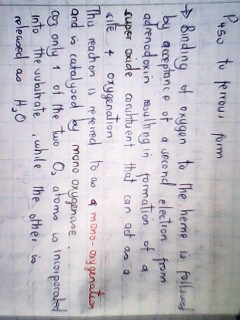 P450 to ferrous form
→ Binding of oxygen to the heme is followed
by acceptance of a second electron from
adrenodoxin resulting in formation of a
super oxide constituent that can act as a
site 4 oxygenation
This reaction is refered to as a mono-oxygenation
and is catalyzed by mono oxygenase.
cos only 1 of the two O₂ atoms is incorporated
into the substrate, while the other is
released as H₂O